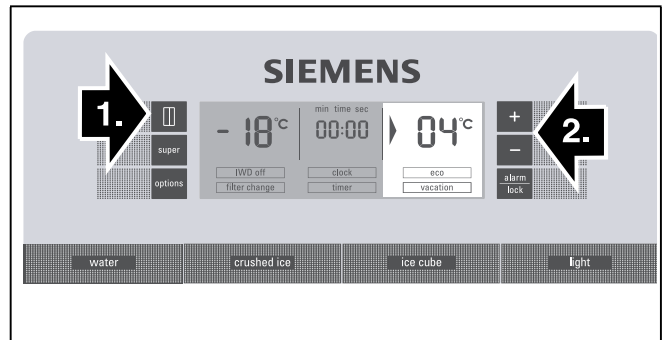 SIEMENS
1.
super
options
- 18°C
min time sec
00:00
04°C
IWD off
clock
eco
filter change
timer
vacation
+
-
alarm
lock
2.
water
crushed ice
ice cube
light